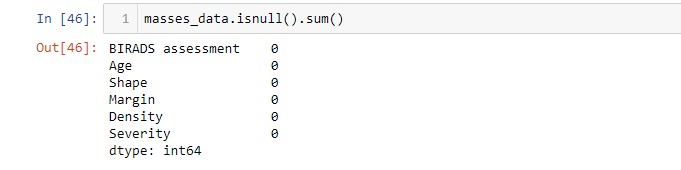 In [46]: 1 masses_data.isnull().sum()
Out[46]: BIRADS assessment 0
Age 0
Shape 0
Margin 0
Density 0
Severity 0
dtype: int64